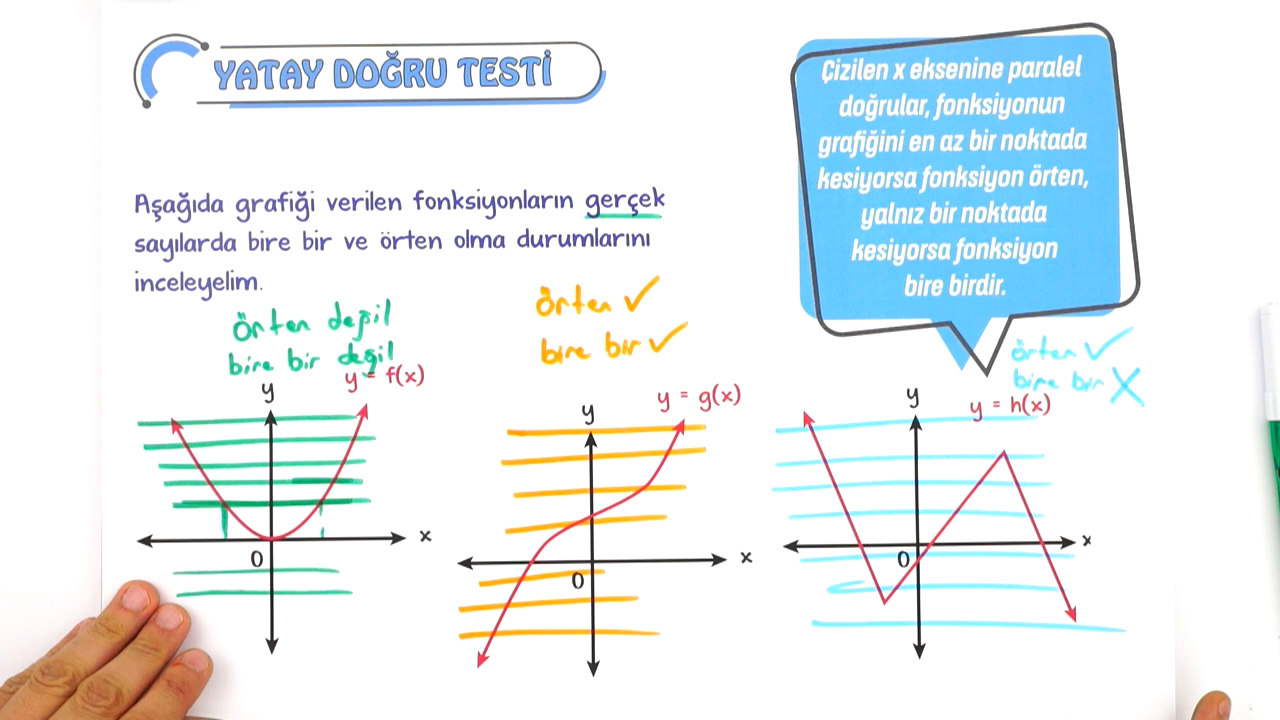 YATAY DOĞRU TESTİ
Çizilen x eksenine paralel
doğrular, fonksiyonun
grafiğini en az bir noktada
kesiyorsa fonksiyon örten,
yalnız bir noktada
kesiyorsa fonksiyon
bire birdir.
Aşağıda grafiği verilen fonksiyonların gerçek
sayılarda bire bir ve örten olma durumlarını
inceleyelim.
örten değil
bire bir değil
y = f(x)
y
x
0
örten ✓
bire bir ✓
y = g(x)
y
x
0
örten ✓
bire bir X
y = h(x)
y
x
0